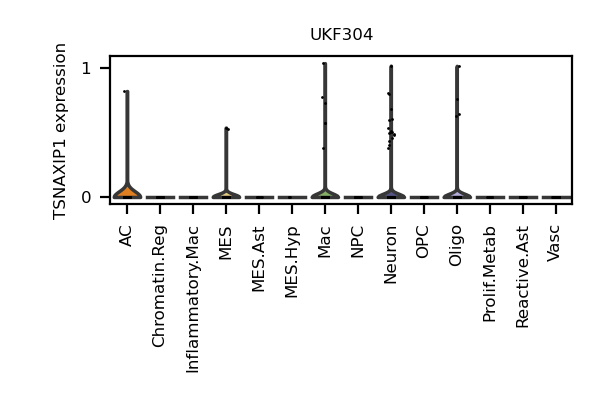 UKF304
TSNAXIP1 expression
1
0
AC
Chromatin.Reg
Inflammatory.Mac
MES
MES.Ast
MES.Hyp
Mac
NPC
Neuron
OPC
Oligo
Prolif.Metab
Reactive.Ast
Vasc